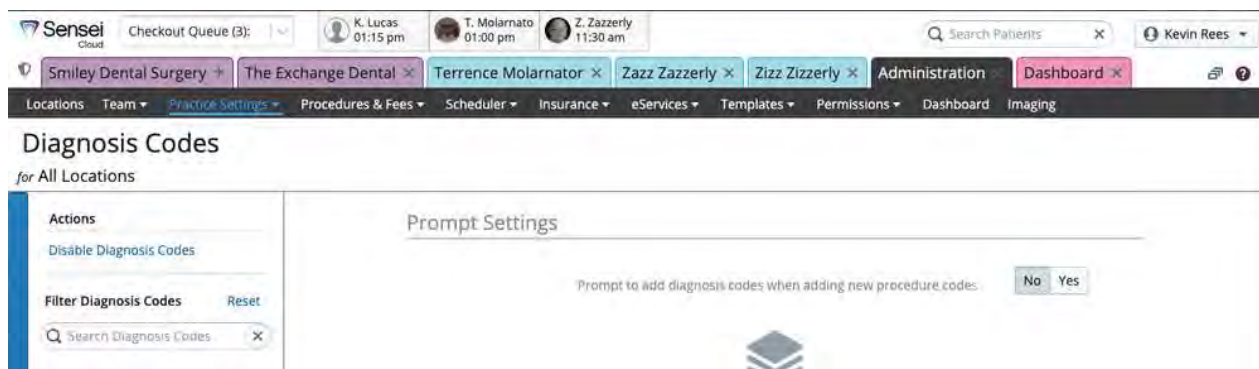 Sensei Cloud Checkout Queue (3): K. Lucas 01:15 pm T. Molarnato 01:00 pm Z. Zazzerly 11:30 am Search Patients Kevin Rees
Smiley Dental Surgery The Exchange Dental Terrence Molarnator Zazz Zazzerly Zizz Zizzerly Administration Dashboard
Locations Team Practice Settings Procedures & Fees Scheduler Insurance eServices Templates Permissions Dashboard Imaging
Diagnosis Codes
for All Locations
Actions
Prompt Settings
Disable Diagnosis Codes
Prompt to add diagnosis codes when adding new procedure codes No Yes
Filter Diagnosis Codes Reset
Search Diagnosis Codes